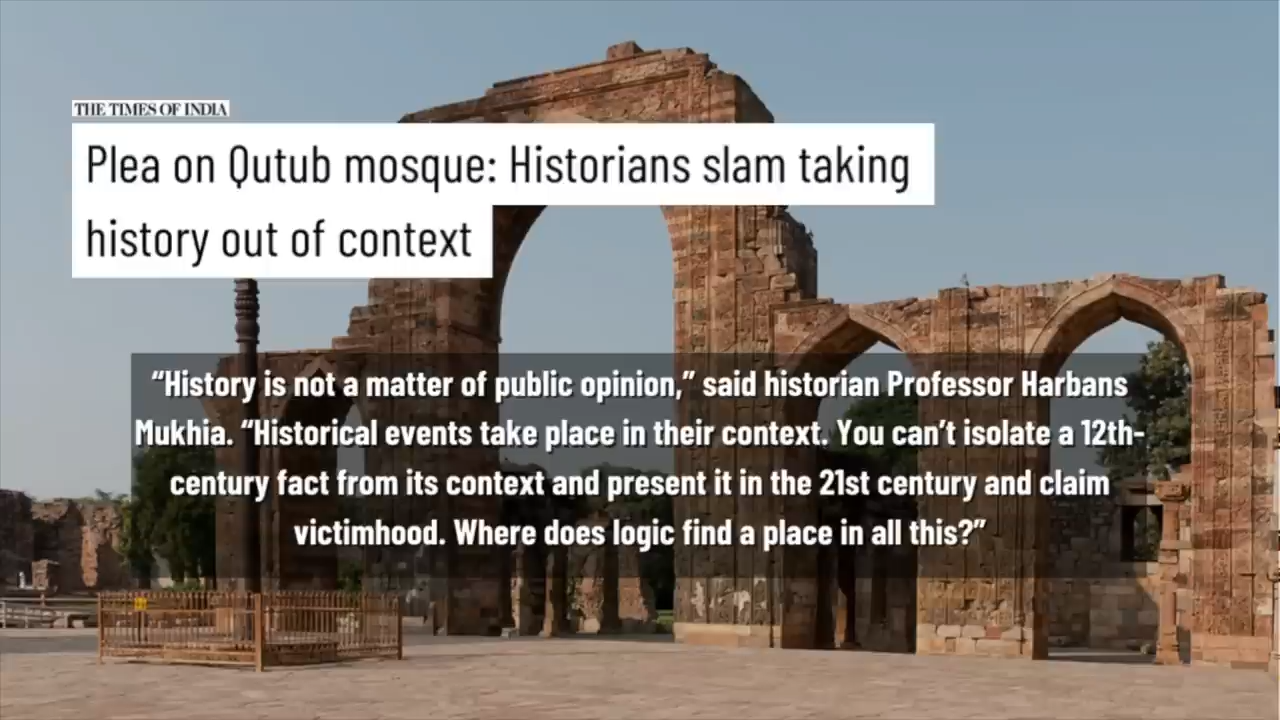 THE TIMES OF INDIA
Plea on Qutub mosque: Historians slam taking
history out of context
“History is not a matter of public opinion,” said historian Professor Harbans
Mukhia. “Historical events take place in their context. You can’t isolate a 12th-
century fact from its context and present it in the 21st century and claim
victimhood. Where does logic find a place in all this?”